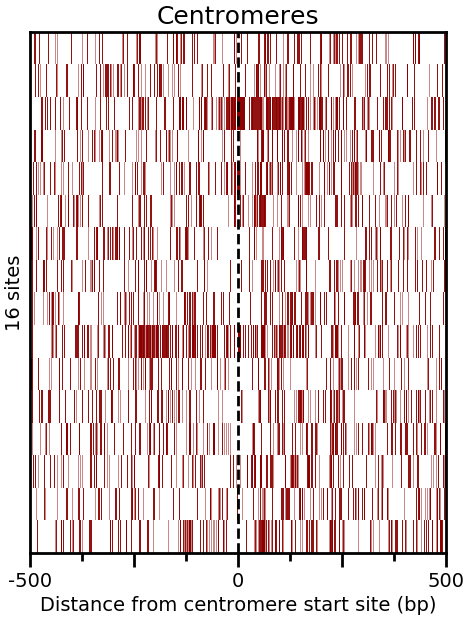 Centromeres
16 sites
-500
0
500
Distance from centromere start site (bp)